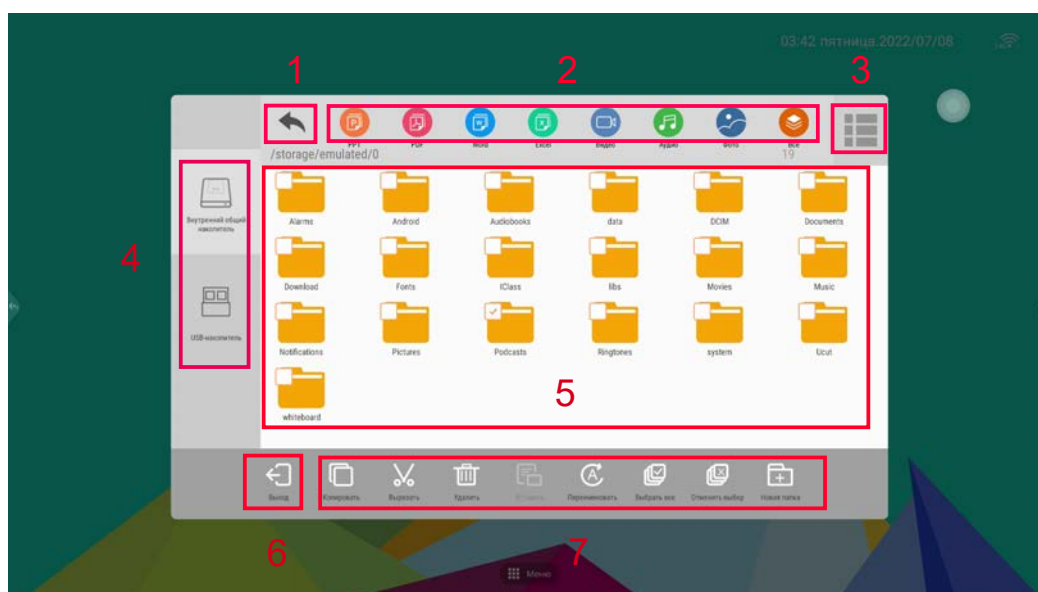 03:42 пятница.2022/07/08
1
2
3
PPT PDF Word Excel Видео Аудио Фото Все
/storage/emulated/0
19
4
Внутренний общий
накопитель
USB-накопитель
Alarms Android Audiobooks data DCIM Documents
Download Fonts IClass libs Movies Music
Notifications Pictures Podcasts Ringtones system Ucut
whiteboard
5
Выход Копировать Вырезать Удалить Вставить Переименовать Выбрать все Отменить выбор Новая папка
6
7
Меню